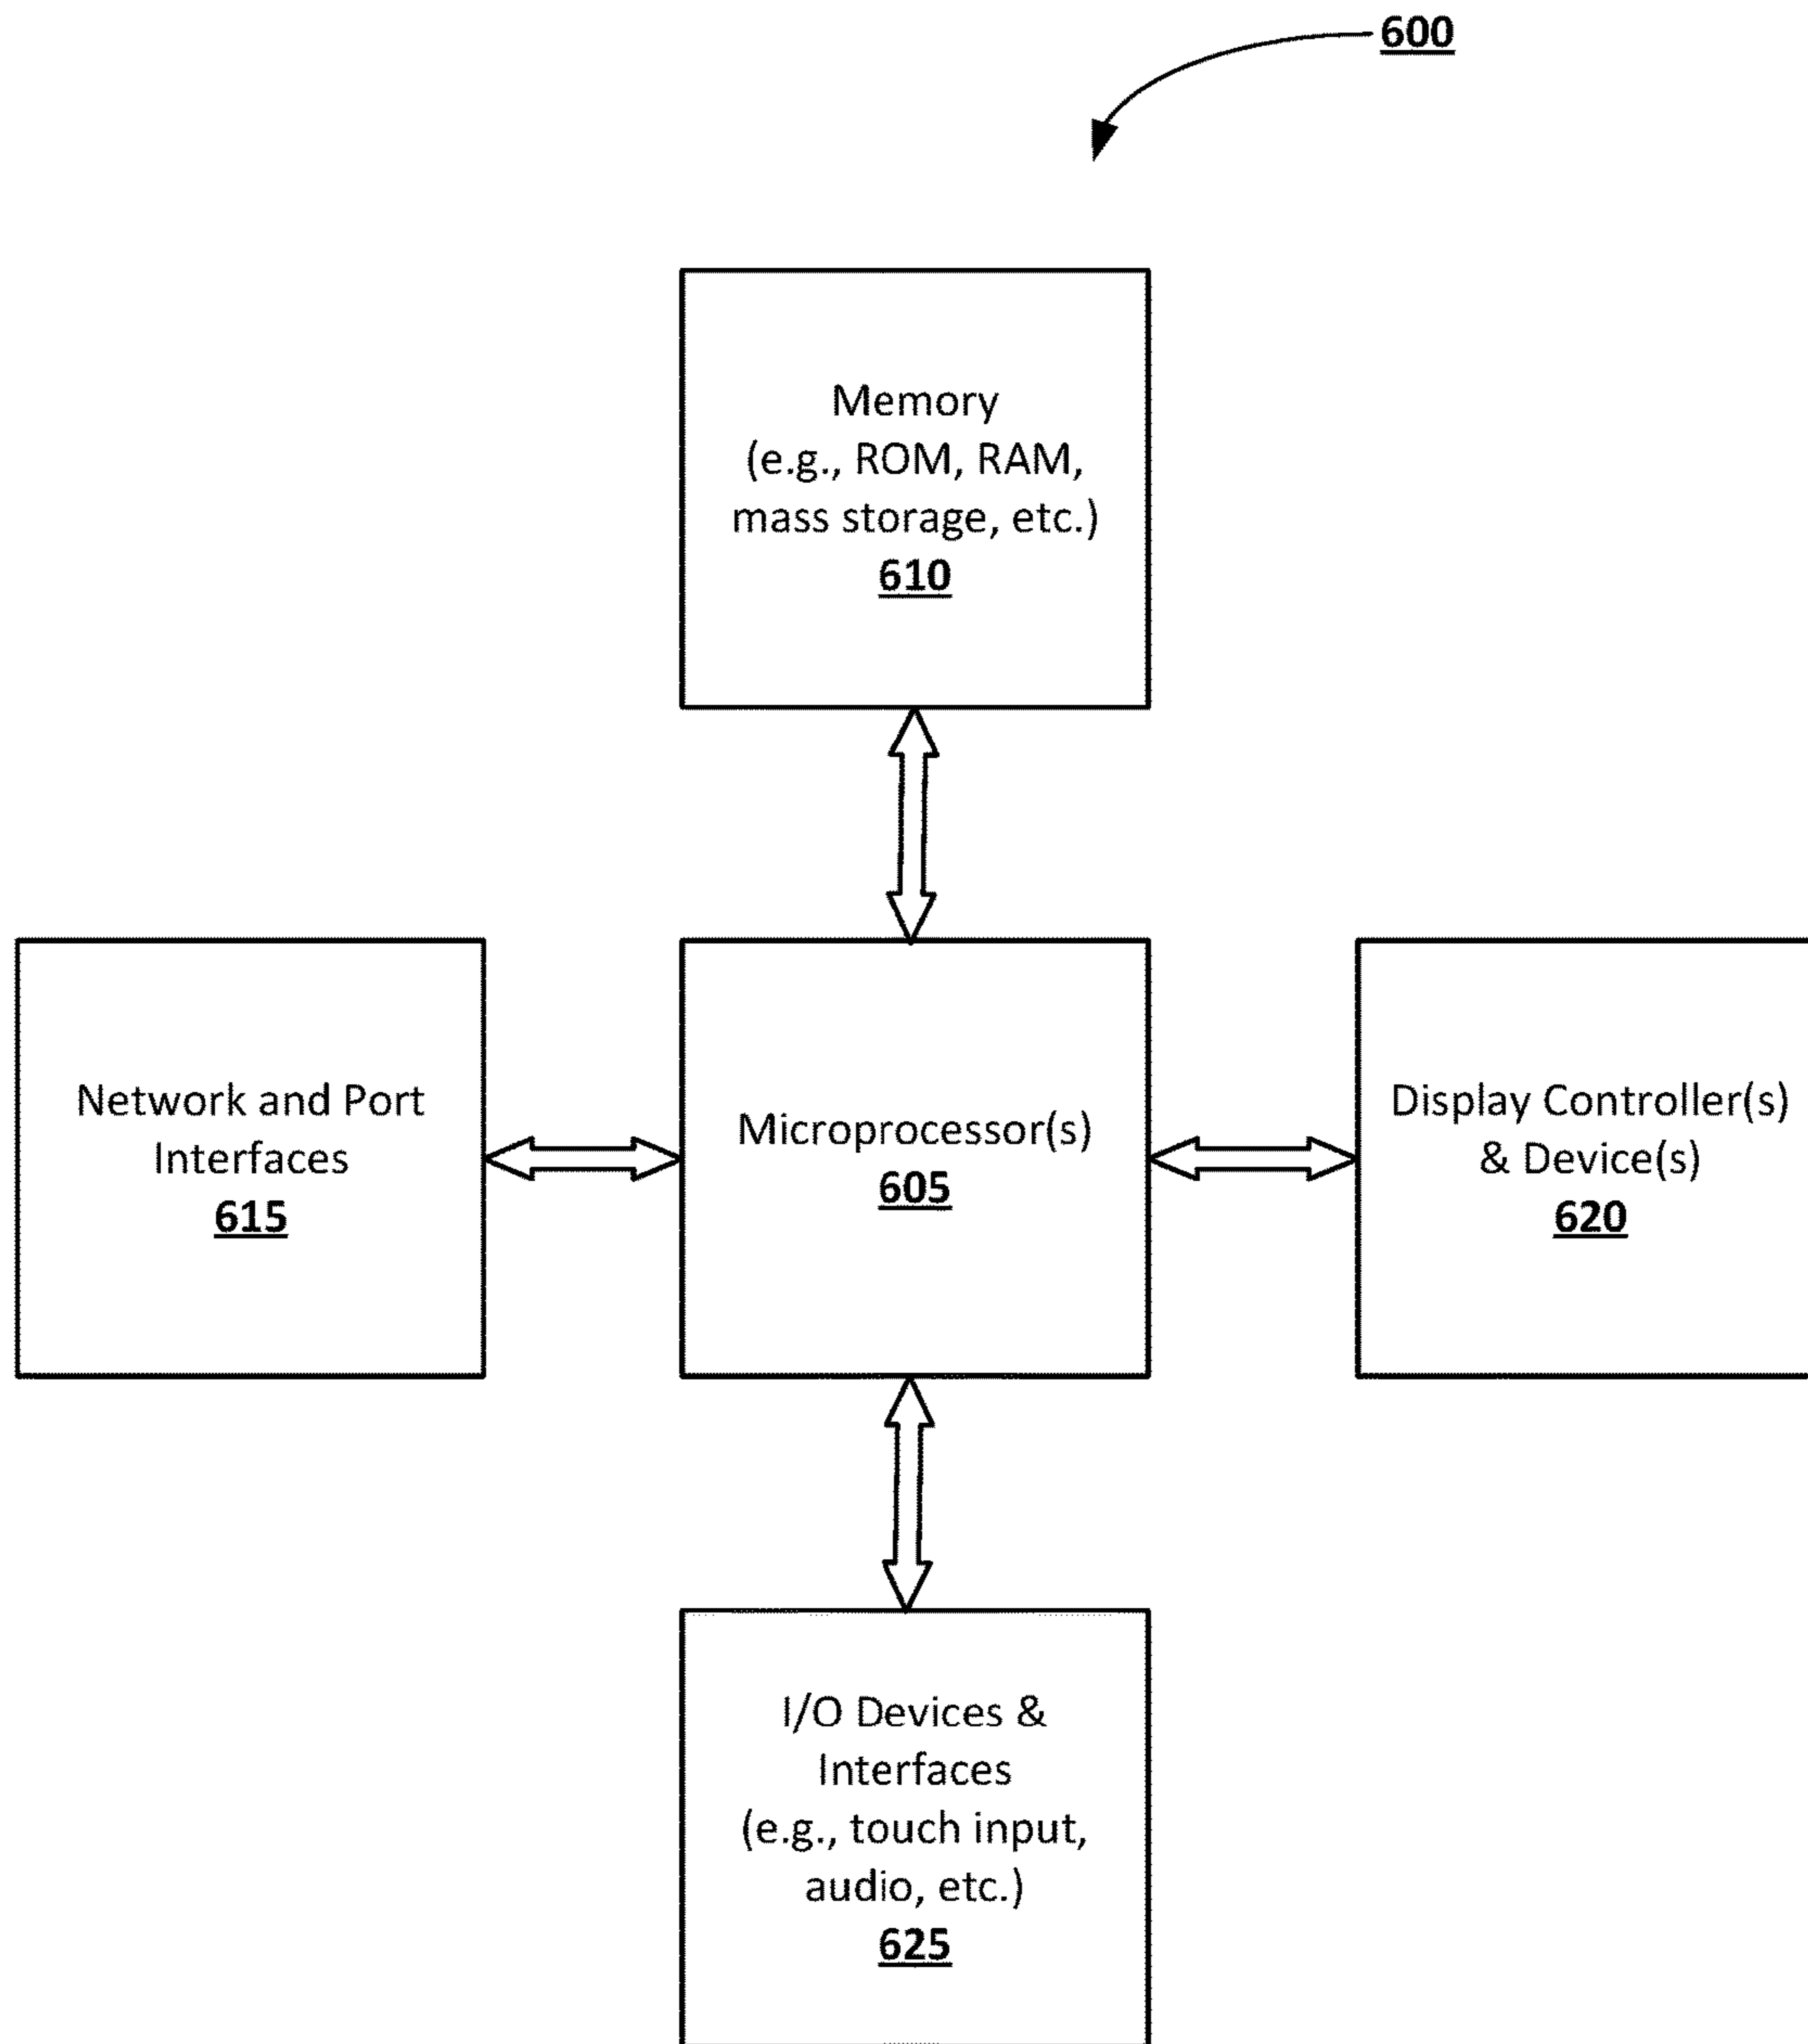 600
Memory
(e.g., ROM, RAM,
mass storage, etc.)
610
Network and Port
Interfaces
615
Microprocessor(s)
605
Display Controller(s)
& Device(s)
620
I/O Devices &
Interfaces
(e.g., touch input,
audio, etc.)
625